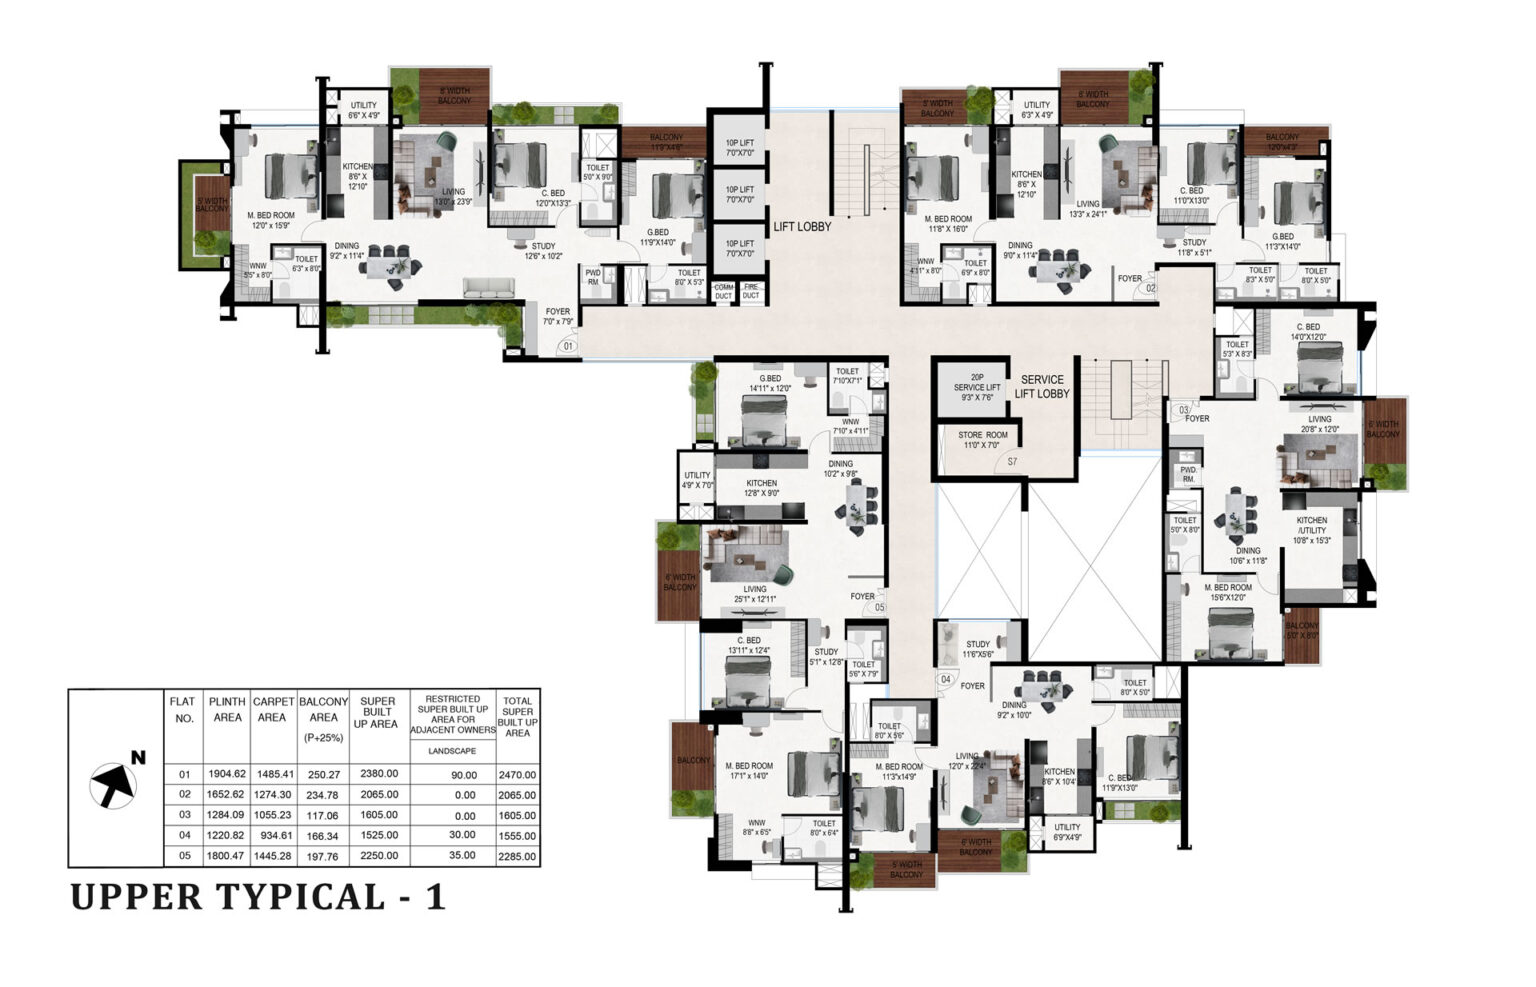 UTILITY
6'6" X 4'9"
8' WIDTH
BALCONY
M. BED ROOM
12'0" x 15'9"
KITCHEN
8'6" X
12'10"
LIVING
13'0" x 23'9"
C. BED
12'0"X13'3"
TOILET
5'0" X 9'0"
BALCONY
11'9"X4'6"
G.BED
11'9"X14'0"
5' WIDTH
BALCONY
WNW
5'5" x 8'0"
TOILET
6'3" x 8'0"
DINING
9'2" x 11'4"
STUDY
12'6" x 10'2"
PWD
RM
TOILET
8'0" X 5'3"
FOYER
7'0" x 7'9"
01
10P LIFT
7'0"X7'0"
10P LIFT
7'0"X7'0"
10P LIFT
7'0"X7'0"
COMM
DUCT
FIRE
DUCT
LIFT LOBBY
5' WIDTH
BALCONY
UTILITY
6'3" X 4'9"
8' WIDTH
BALCONY
M. BED ROOM
11'8" X 16'0"
KITCHEN
8'6" X
12'10"
LIVING
13'3" x 24'1"
C. BED
11'0"X13'0"
BALCONY
12'0"x4'3"
G.BED
11'3"X14'0"
WNW
4'11" x 8'0"
TOILET
6'9" x 8'0"
DINING
9'0" x 11'4"
STUDY
11'8" x 5'1"
FOYER
02
TOILET
8'3" X 5'0"
TOILET
8'0" X 5'0"
C. BED
14'0"X12'0"
TOILET
5'3" X 8'3"
03
FOYER
LIVING
20'8" x 12'0"
6' WIDTH
BALCONY
PWD.
RM.
TOILET
5'0" X 8'0"
DINING
10'6" x 11'8"
KITCHEN
/UTILITY
10'8" x 15'3"
M. BED ROOM
15'6"X12'0"
BALCONY
5'0" X 8'0"
20P
SERVICE LIFT
9'3" X 7'6"
SERVICE
LIFT LOBBY
STORE ROOM
11'0" X 7'0"
S7
G.BED
14'11" x 12'0"
TOILET
7'10"X7'1"
WNW
7'10" x 4'11"
UTILITY
4'9" X 7'0"
KITCHEN
12'8" X 9'0"
DINING
10'2" x 9'8"
6' WIDTH
BALCONY
LIVING
25'1" x 12'11"
FOYER
05
C. BED
13'11" x 12'4"
STUDY
5'1" x 12'8"
TOILET
5'6" X 7'9"
BALCONY
M. BED ROOM
17'1" x 14'0"
WNW
8'8" x 6'5"
TOILET
8'0" x 6'4"
STUDY
11'6"X5'6"
04
FOYER
DINING
9'2" x 10'0"
TOILET
8'0" X 5'0"
TOILET
8'0" X 5'6"
M. BED ROOM
11'3"x14'9"
LIVING
12'0" x 22'4"
KITCHEN
8'6" X 10'4"
C. BED
11'9"X13'0"
UTILITY
6'9"X4'9"
6' WIDTH
BALCONY
5' WIDTH
BALCONY
N
FLAT NO. PLINTH AREA CARPET AREA BALCONY AREA (P+25%) SUPER BUILT UP AREA RESTRICTED SUPER BUILT UP AREA FOR ADJACENT OWNERS LANDSCAPE TOTAL SUPER BUILT UP AREA
01 1904.62 1485.41 250.27 2380.00 90.00 2470.00
02 1652.62 1274.30 234.78 2065.00 0.00 2065.00
03 1284.09 1055.23 117.06 1605.00 0.00 1605.00
04 1220.82 934.61 166.34 1525.00 30.00 1555.00
05 1800.47 1445.28 197.76 2250.00 35.00 2285.00
UPPER TYPICAL - 1